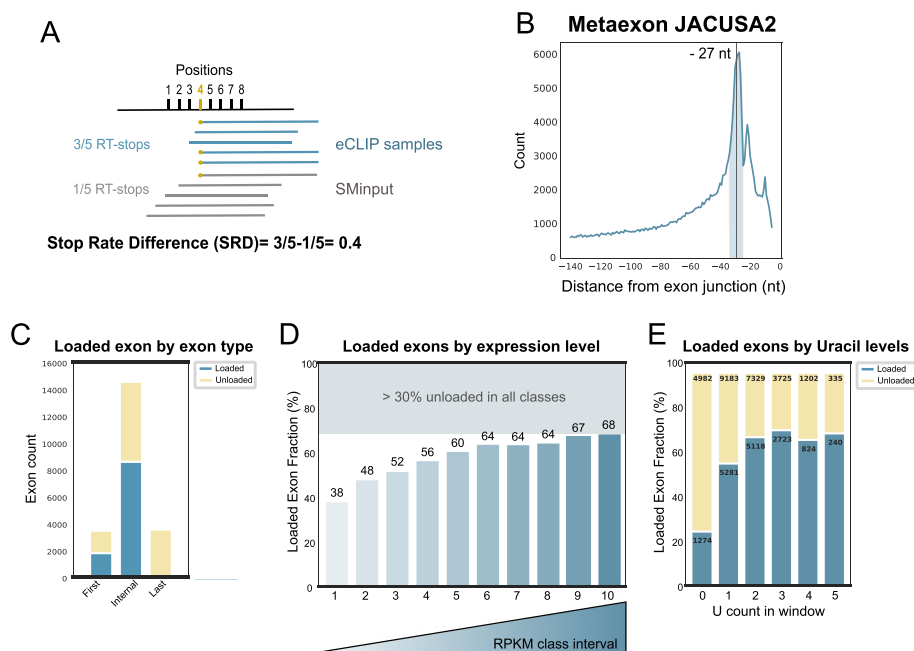 A
Positions
1 2 3 4 5 6 7 8
3/5 RT-stops
eCLIP samples
1/5 RT-stops
SMinput
Stop Rate Difference (SRD)= 3/5-1/5= 0.4
B
Metaexon JACUSA2
- 27 nt
Count
6000
5000
4000
3000
2000
1000
0
−140 −120 −100 −80 −60 −40 −20 0
Distance from exon junction (nt)
C
Loaded exon by exon type
Loaded
Unloaded
Exon count
16000
14000
12000
10000
8000
6000
4000
2000
0
First Internal Last
D
Loaded exons by expression level
Loaded Exon Fraction (%)
100
80
60
40
20
0
> 30% unloaded in all classes
38 48 52 56 60 64 64 64 67 68
1 2 3 4 5 6 7 8 9 10
RPKM class interval
E
Loaded exons by Uracil levels
Loaded
Unloaded
Loaded Exon Fraction (%)
100
80
60
40
20
0
4982 9183 7329 3725 1202 335
1274 5281 5118 2723 824 240
0 1 2 3 4 5
U count in window